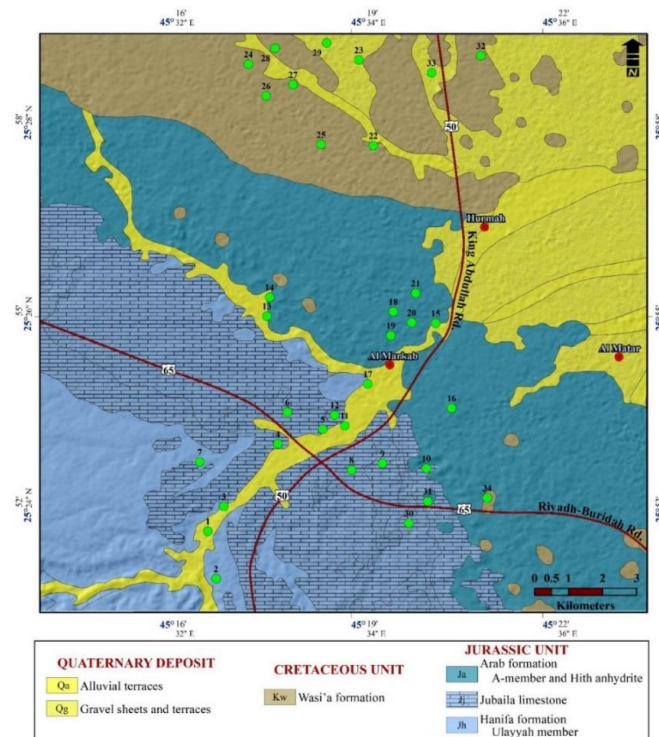 16' 19' 22'
45°32' E 45°34' E 45°36' E
N
29
24
28
23
32
33
27
26
50
58'
25°28' N
25°58'
25
22
Hurmah
King Abdullah Rd.
21
14
18
13
20
15
19
55'
25°26'
25°55'
Al Markab
Al Matar
65
17
16
6
12
11
5
4
7
9
8
10
34
31
50
65
3
30
52'
25°24'
25°52'
Riyadh-Buridah Rd.
1
2
0 0.5 1 2 3
Kilometers
45°16' 45°19' 45°22'
32' E 34' E 36' E
QUATERNARY DEPOSIT
Qa Alluvial terraces
Qg Gravel sheets and terraces
CRETACEOUS UNIT
Kw Wasi'a formation
JURASSIC UNIT
Ja Arab formation
A-member and Hith anhydrite
Jj Jubaila limestone
Jh Hanifa formation
Ulayyah member